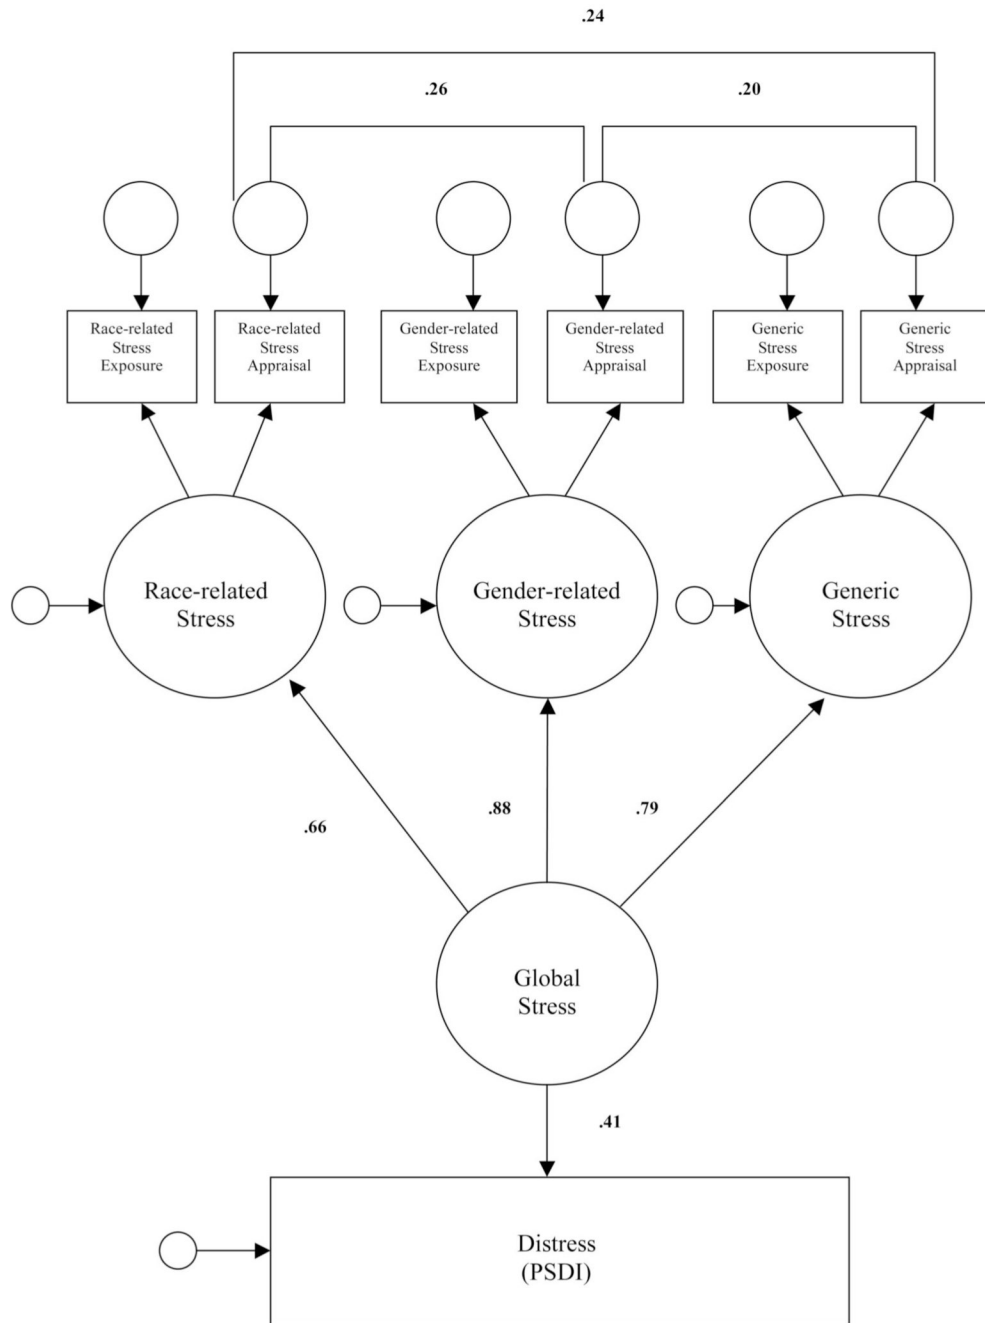 .24
.26
.20
Race-related
Stress
Exposure
Race-related
Stress
Appraisal
Gender-related
Stress
Exposure
Gender-related
Stress
Appraisal
Generic
Stress
Exposure
Generic
Stress
Appraisal
Race-related
Stress
Gender-related
Stress
Generic
Stress
.66
.88
.79
Global
Stress
.41
Distress
(PSDI)